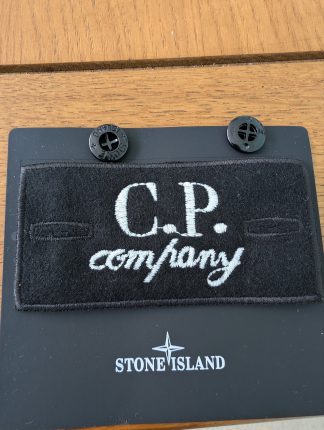 C.P.
company
STONE ISLAND